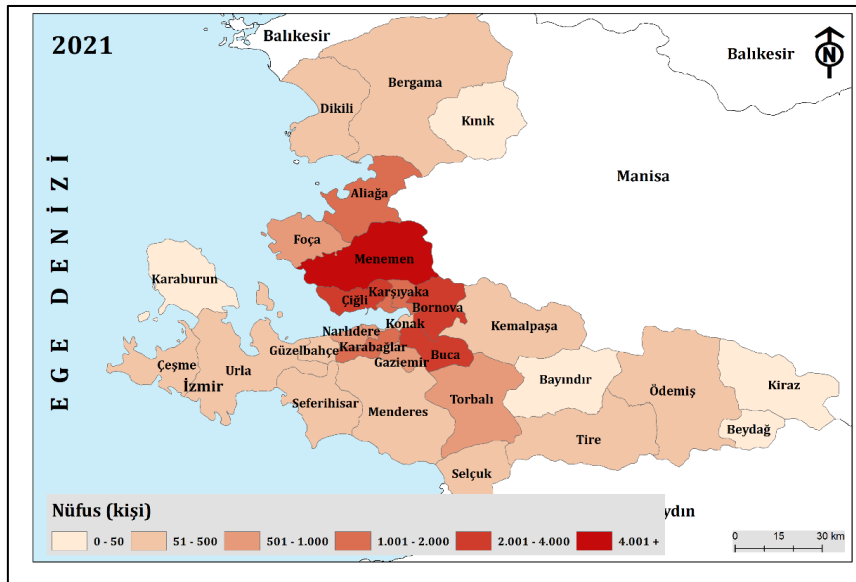 2021
Balıkesir
Balıkesir
N
Bergama
Dikili
Kınık
Manisa
Aliağa
Foça
Menemen
EGE DENİZİ
Karaburun
Çiğli
Karşıyaka
Bornova
Konak
Kemalpaşa
Narlıdere
Güzelbahçe
Karabağlar
Buca
Gaziemir
Çeşme
Urla
İzmir
Bayındır
Ödemiş
Kiraz
Seferihisar
Menderes
Torbalı
Beydağ
Tire
Selçuk
Nüfus (kişi)
ydın
0 - 50
51 - 500
501 - 1.000
1.001 - 2.000
2.001 - 4.000
4.001 +
0 15 30 km